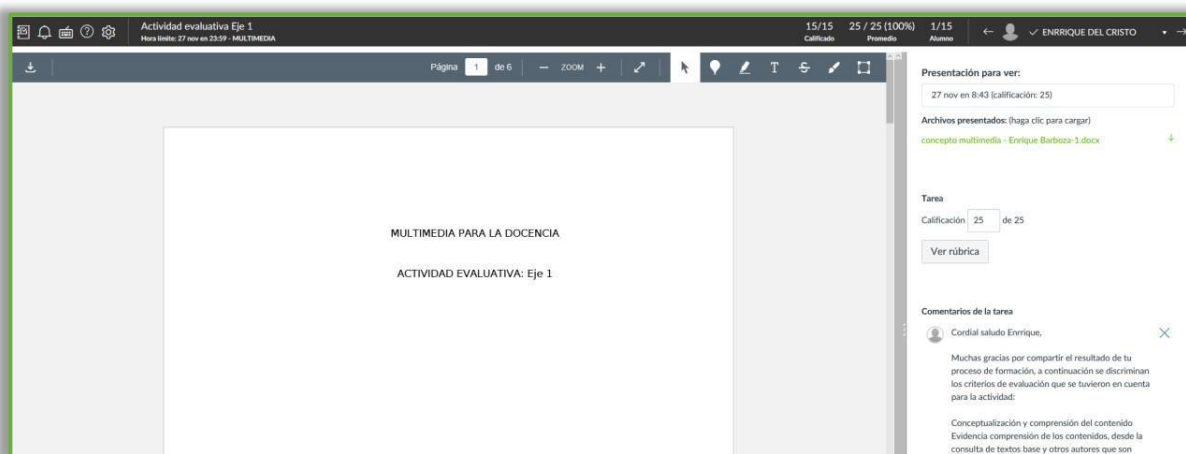 Actividad evaluativa Eje 1
Hora límite: 27 nov en 23:59 - MULTIMEDIA
15/15
Calificado
25 / 25 (100%)
Promedio
1/15
Alumno
ENRRIQUE DEL CRISTO
Página 1 de 6
ZOOM
T
S
MULTIMEDIA PARA LA DOCENCIA
ACTIVIDAD EVALUATIVA: Eje 1
Presentación para ver:
27 nov en 8:43 (calificación: 25)
Archivos presentados: (haga clic para cargar)
concepto multimedia - Enrique Barboza-1.docx
Tarea
Calificación 25 de 25
Ver rúbrica
Comentarios de la tarea
Cordial saludo Enrrique,
Muchas gracias por compartir el resultado de tu
proceso de formación, a continuación se discriminan
los criterios de evaluación que se tuvieron en cuenta
para la actividad:
Conceptualización y comprensión del contenido
Evidencia comprensión de los contenidos, desde la
consulta de textos base y otros autores que son